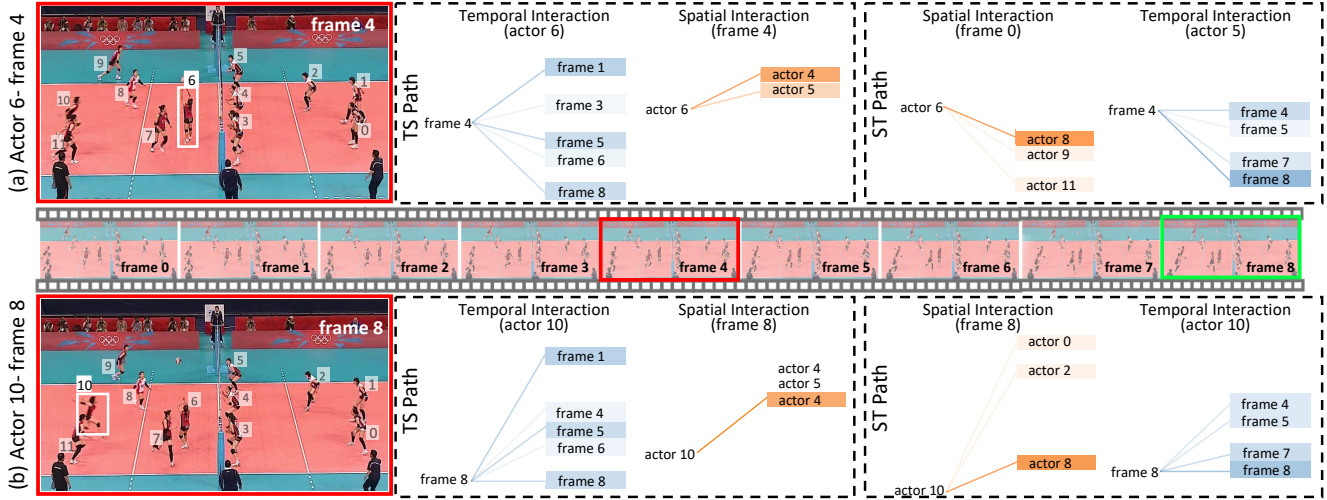 (a) Actor 6- frame 4
frame 4
9
8
10
11
7
6
5
4
3
2
1
0
TS Path
Temporal Interaction
(actor 6)
frame 4
frame 1
frame 3
frame 5
frame 6
frame 8
Spatial Interaction
(frame 4)
actor 6
actor 4
actor 5
ST Path
Spatial Interaction
(frame 0)
actor 6
actor 8
actor 9
actor 11
Temporal Interaction
(actor 5)
frame 4
frame 4
frame 5
frame 7
frame 8
frame 0
frame 1
frame 2
frame 3
frame 4
frame 5
frame 6
frame 7
frame 8
(b) Actor 10- frame 8
frame 8
9
10
8
11
7
6
5
4
3
2
1
0
TS Path
Temporal Interaction
(actor 10)
frame 8
frame 1
frame 4
frame 5
frame 6
frame 8
Spatial Interaction
(frame 8)
actor 10
actor 4
actor 5
actor 4
ST Path
Spatial Interaction
(frame 8)
actor 10
actor 0
actor 2
actor 8
Temporal Interaction
(actor 10)
frame 8
frame 4
frame 5
frame 7
frame 8